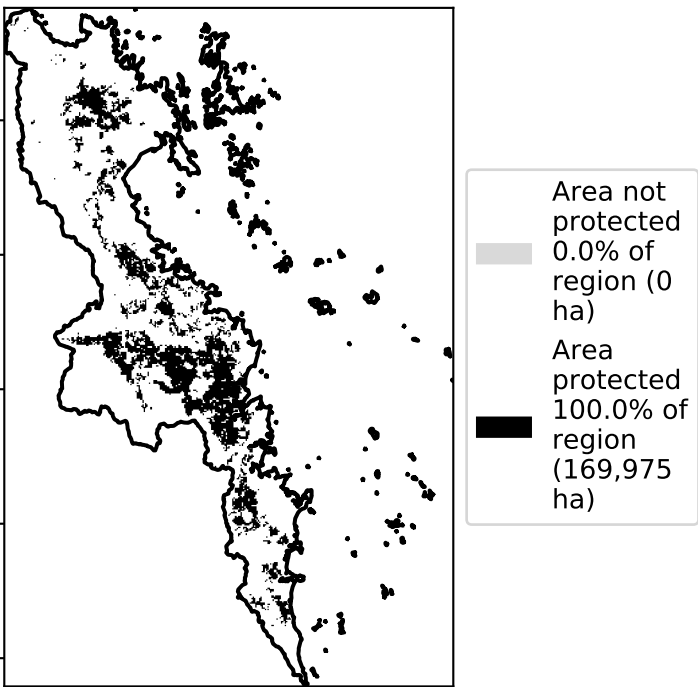 Area not
protected
0.0% of
region (0
ha)
Area
protected
100.0% of
region
(169,975
ha)